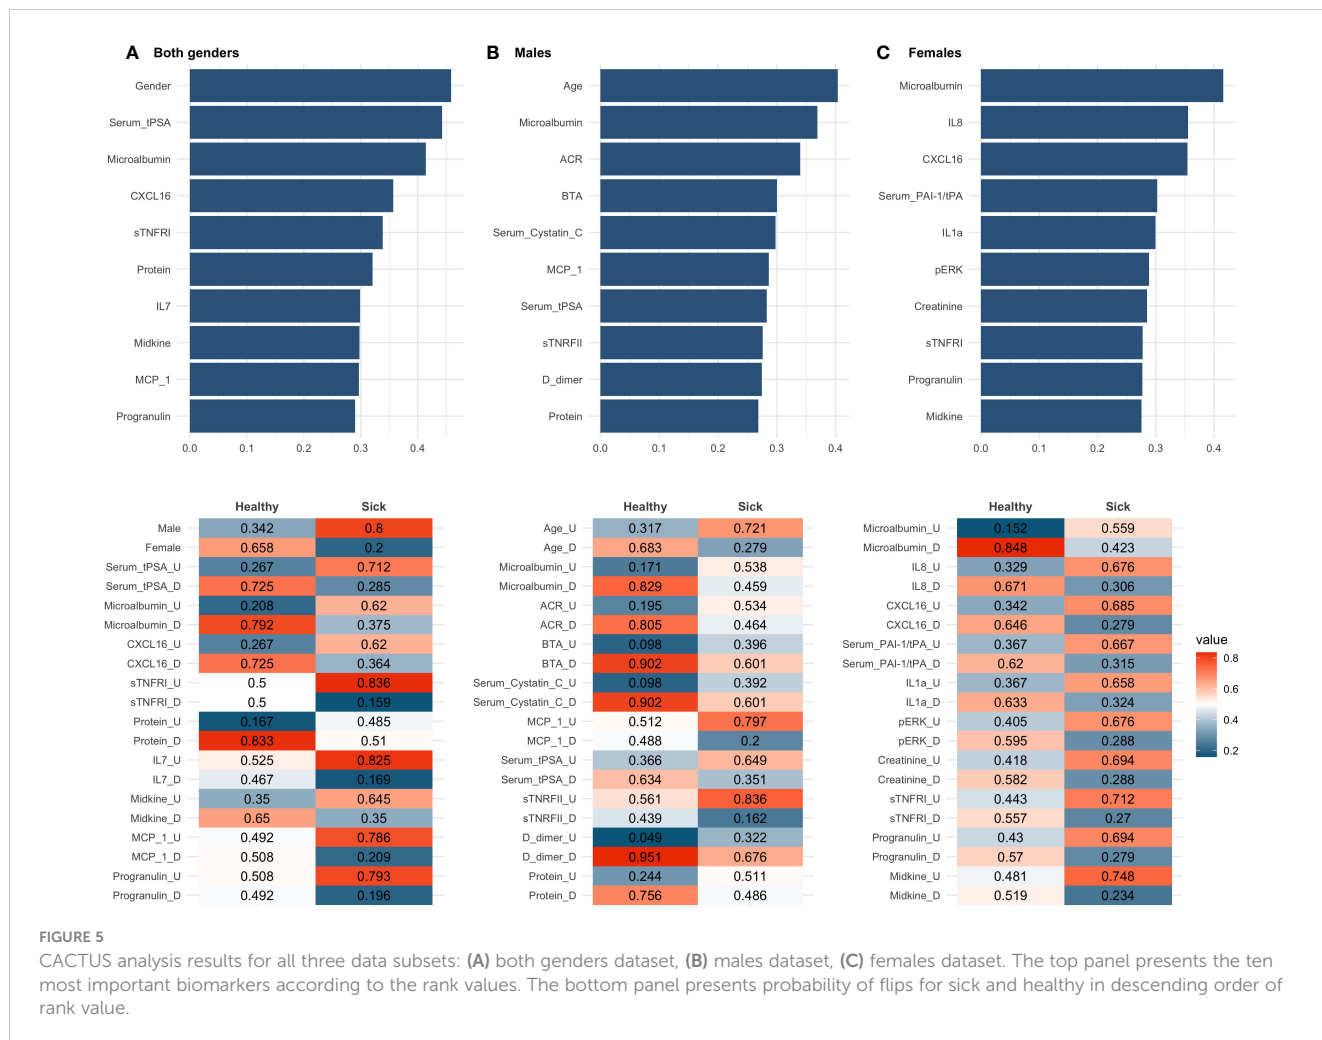 A Both genders
Gender
Serum_tPSA
Microalbumin
CXCL16
sTNFRI
Protein
IL7
Midkine
MCP_1
Progranulin
0.0 0.1 0.2 0.3 0.4
B Males
Age
Microalbumin
ACR
BTA
Serum_Cystatin_C
MCP_1
Serum_tPSA
sTNRFII
D_dimer
Protein
0.0 0.1 0.2 0.3 0.4
C Females
Microalbumin
IL8
CXCL16
Serum_PAI-1/tPA
IL1a
pERK
Creatinine
sTNFRI
Progranulin
Midkine
0.0 0.1 0.2 0.3 0.4
Healthy Sick
Male 0.342 0.8
Female 0.658 0.2
Serum_tPSA_U 0.267 0.712
Serum_tPSA_D 0.725 0.285
Microalbumin_U 0.208 0.62
Microalbumin_D 0.792 0.375
CXCL16_U 0.267 0.62
CXCL16_D 0.725 0.364
sTNFRI_U 0.5 0.836
sTNFRI_D 0.5 0.159
Protein_U 0.167 0.485
Protein_D 0.833 0.51
IL7_U 0.525 0.825
IL7_D 0.467 0.169
Midkine_U 0.35 0.645
Midkine_D 0.65 0.35
MCP_1_U 0.492 0.786
MCP_1_D 0.508 0.209
Progranulin_U 0.508 0.793
Progranulin_D 0.492 0.196
Healthy Sick
Age_U 0.317 0.721
Age_D 0.683 0.279
Microalbumin_U 0.171 0.538
Microalbumin_D 0.829 0.459
ACR_U 0.195 0.534
ACR_D 0.805 0.464
BTA_U 0.098 0.396
BTA_D 0.902 0.601
Serum_Cystatin_C_U 0.098 0.392
Serum_Cystatin_C_D 0.902 0.601
MCP_1_U 0.512 0.797
MCP_1_D 0.488 0.2
Serum_tPSA_U 0.366 0.649
Serum_tPSA_D 0.634 0.351
sTNRFII_U 0.561 0.836
sTNRFII_D 0.439 0.162
D_dimer_U 0.049 0.322
D_dimer_D 0.951 0.676
Protein_U 0.244 0.511
Protein_D 0.756 0.486
Healthy Sick
Microalbumin_U 0.152 0.559
Microalbumin_D 0.848 0.423
IL8_U 0.329 0.676
IL8_D 0.671 0.306
CXCL16_U 0.342 0.685
CXCL16_D 0.646 0.279
Serum_PAI-1/tPA_U 0.367 0.667
Serum_PAI-1/tPA_D 0.62 0.315
IL1a_U 0.367 0.658
IL1a_D 0.633 0.324
pERK_U 0.405 0.676
pERK_D 0.595 0.288
Creatinine_U 0.418 0.694
Creatinine_D 0.582 0.288
sTNFRI_U 0.443 0.712
sTNFRI_D 0.557 0.27
Progranulin_U 0.43 0.694
Progranulin_D 0.57 0.279
Midkine_U 0.481 0.748
Midkine_D 0.519 0.234
value
0.8
0.6
0.4
0.2
FIGURE 5
CACTUS analysis results for all three data subsets: (A) both genders dataset, (B) males dataset, (C) females dataset. The top panel presents the ten
most important biomarkers according to the rank values. The bottom panel presents probability of flips for sick and healthy in descending order of
rank value.